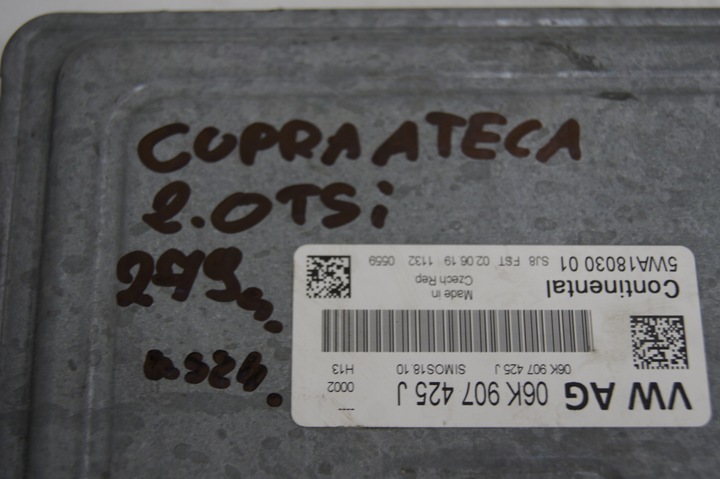 CUPRA ATECA
2.0TSi
VW AG 06K 907 425 J
---- 0002 H13
06K 907 425 J SIMOS18.10
Continental
Made in
Czech Rep
5WA18030 01
SJ8 FST 02.06.19 1132 0559